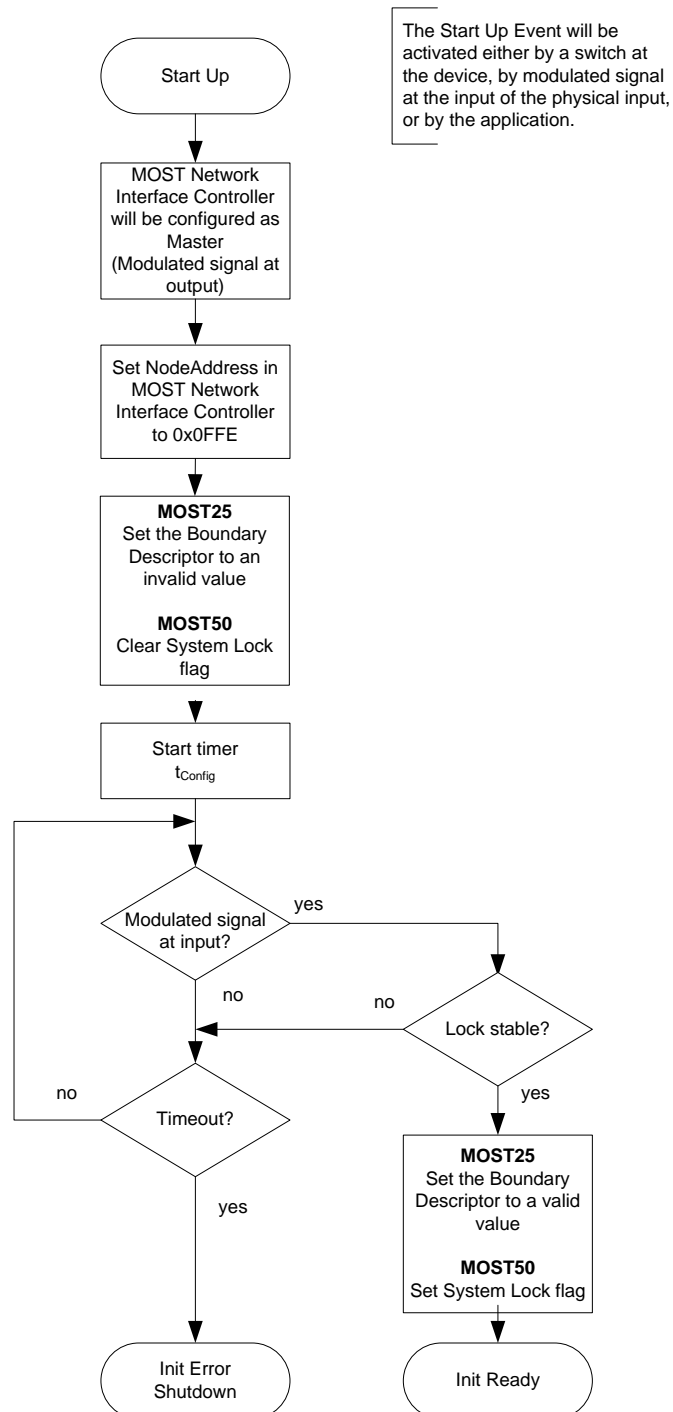 Start Up
The Start Up Event will be
activated either by a switch at
the device, by modulated signal
at the input of the physical input,
or by the application.
MOST Network
Interface Controller
will be configured as
Master
(Modulated signal at
output)
Set NodeAddress in
MOST Network
Interface Controller
to 0x0FFE
MOST25
Set the Boundary
Descriptor to an
invalid value
MOST50
Clear System Lock
flag
Start timer
tConfig
Modulated signal
at input?
yes
no
Lock stable?
no
yes
Timeout?
no
yes
MOST25
Set the Boundary
Descriptor to a valid
value
MOST50
Set System Lock flag
Init Error
Shutdown
Init Ready